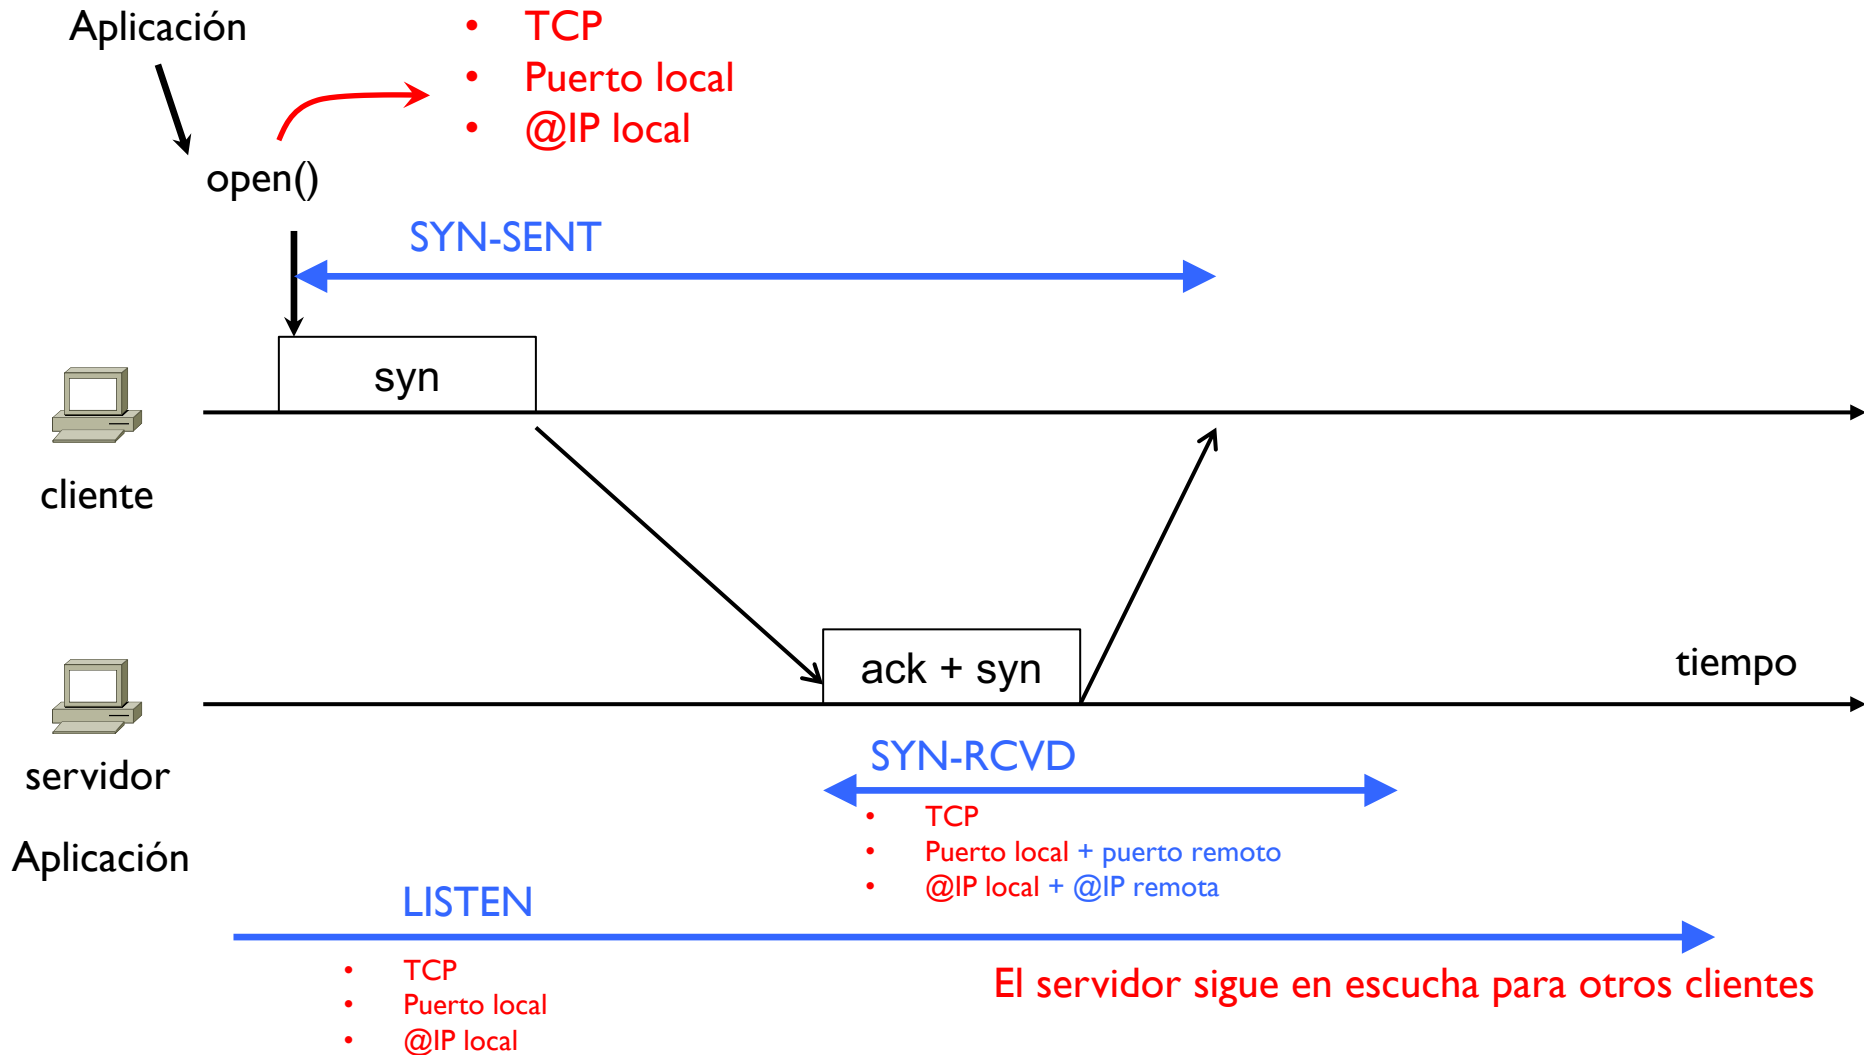 Aplicación
• TCP
• Puerto local
• @IP local
open()
SYN-SENT
syn
cliente
ack + syn
tiempo
servidor
SYN-RCVD
• TCP
• Puerto local + puerto remoto
• @IP local + @IP remota
Aplicación
LISTEN
• TCP
• Puerto local
• @IP local
El servidor sigue en escucha para otros clientes